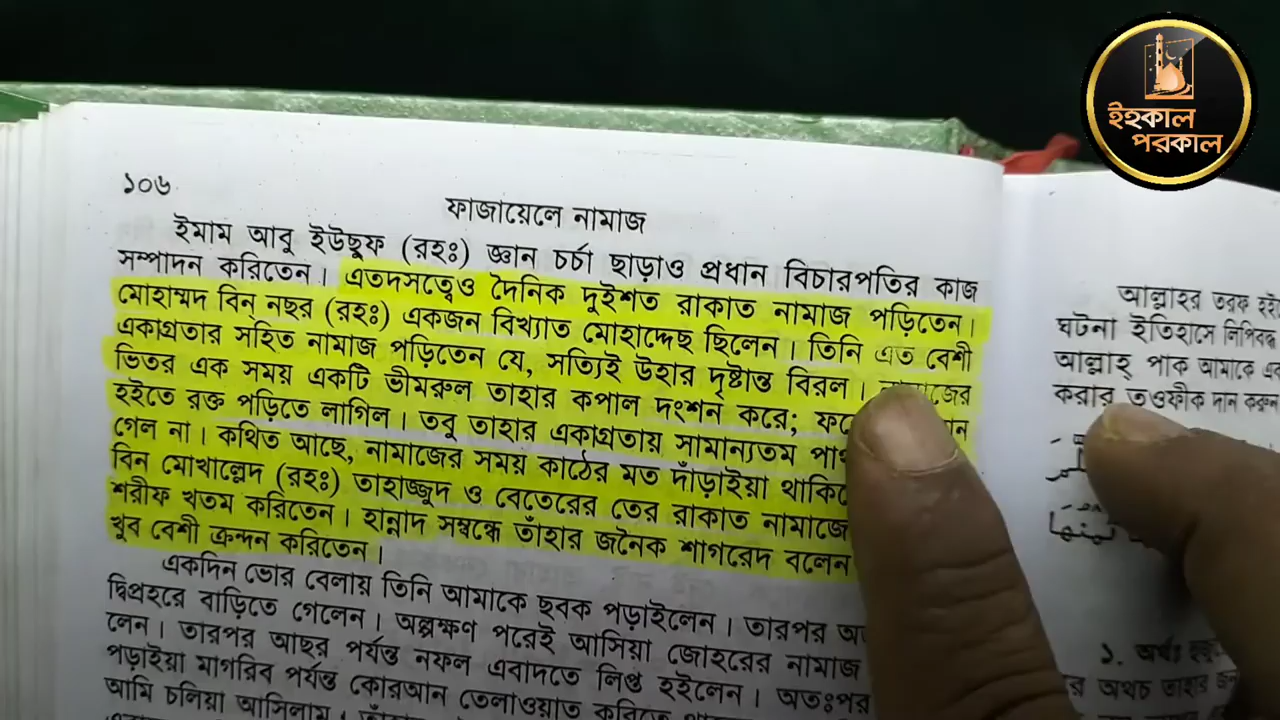 ইহকাল
পরকাল
১০৬
ফাজায়েলে নামাজ
ইমাম আবু ইউছুফ (রহঃ) জ্ঞান চর্চা ছাড়াও প্রধান বিচারপতির কাজ
সম্পাদন করিতেন। এতদসত্ত্বেও দৈনিক দুইশত রাকাত নামাজ পড়িতেন।
মোহাম্মদ বিন্ নছর (রহঃ) একজন বিখ্যাত মোহাদ্দেছ ছিলেন। তিনি এত বেশী
একাগ্রতার সহিত নামাজ পড়িতেন যে, সত্যিই উহার দৃষ্টান্ত বিরল।
ভিতর এক সময় একটি ভীমরুল তাহার কপাল দংশন করে;
হইতে রক্ত পড়িতে লাগিল। তবু তাহার একাগ্রতায় সামান্যতম
গেল না। কথিত আছে, নামাজের সময় কাঠের মত দাঁড়াইয়া
বিন মোখাল্লেদ (রহঃ) তাহাজ্জুদ ও বেতেরের তের রাকাত
শরীফ খতম করিতেন। হান্নাদ সম্বন্ধে তাঁহার জনৈক শাগরেদ বলেন
খুব বেশী ক্রন্দন করিতেন।
একদিন ভোর বেলায় তিনি আমাকে ছবক পড়াইলেন। তারপর
দ্বিপ্রহরে বাড়িতে গেলেন। অল্পক্ষণ পরেই আসিয়া জোহরের নামাজ
লেন। তারপর আছর পর্যন্ত নফল এবাদতে লিপ্ত হইলেন। অতঃপর
পড়াইয়া মাগরিব পর্যন্ত কোরআন তেলাওয়াত করিতে
আমি চলিয়া আসিলাম।
আল্লাহর তরফ
ঘটনা ইতিহাসে
আল্লাহ্ পাক আমাকে
করার তওফীক দান করুন
১. অর্থঃ
অথচ তাহার